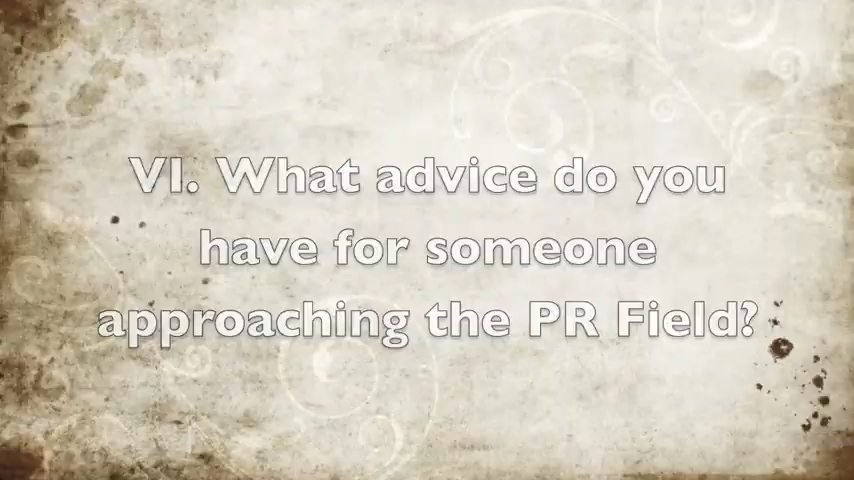 VI. What advice do you
have for someone
approaching the PR Field?